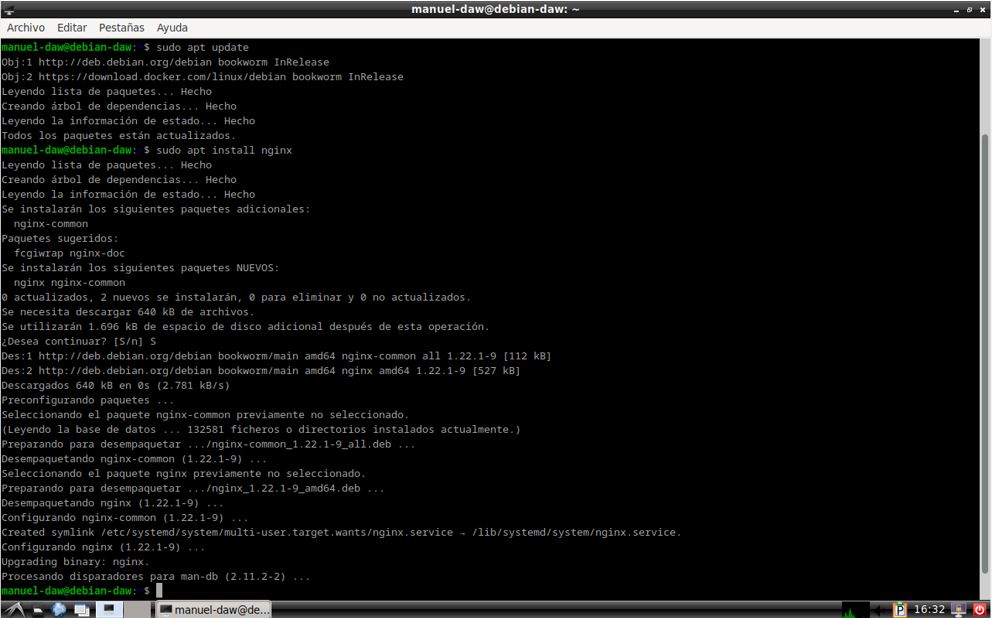 manuel-daw@debian-daw: ~
Archivo Editar Pestañas Ayuda
manuel-daw@debian-daw: $ sudo apt update
Obj:1 http://deb.debian.org/debian bookworm InRelease
Obj:2 https://download.docker.com/linux/debian bookworm InRelease
Leyendo lista de paquetes... Hecho
Creando árbol de dependencias... Hecho
Leyendo la información de estado... Hecho
Todos los paquetes están actualizados.
manuel-daw@debian-daw: $ sudo apt install nginx
Leyendo lista de paquetes... Hecho
Creando árbol de dependencias... Hecho
Leyendo la información de estado... Hecho
Se instalarán los siguientes paquetes adicionales:
  nginx-common
Paquetes sugeridos:
  fcgiwrap nginx-doc
Se instalarán los siguientes paquetes NUEVOS:
  nginx nginx-common
0 actualizados, 2 nuevos se instalarán, 0 para eliminar y 0 no actualizados.
Se necesita descargar 640 kB de archivos.
Se utilizarán 1.696 kB de espacio de disco adicional después de esta operación.
¿Desea continuar? [S/n] S
Des:1 http://deb.debian.org/debian bookworm/main amd64 nginx-common all 1.22.1-9 [112 kB]
Des:2 http://deb.debian.org/debian bookworm/main amd64 nginx amd64 1.22.1-9 [527 kB]
Descargados 640 kB en 0s (2.781 kB/s)
Preconfigurando paquetes ...
Seleccionando el paquete nginx-common previamente no seleccionado.
(Leyendo la base de datos ... 132581 ficheros o directorios instalados actualmente.)
Preparando para desempaquetar .../nginx-common_1.22.1-9_all.deb ...
Desempaquetando nginx-common (1.22.1-9) ...
Seleccionando el paquete nginx previamente no seleccionado.
Preparando para desempaquetar .../nginx_1.22.1-9_amd64.deb ...
Desempaquetando nginx (1.22.1-9) ...
Configurando nginx-common (1.22.1-9) ...
Created symlink /etc/systemd/system/multi-user.target.wants/nginx.service → /lib/systemd/system/nginx.service.
Configurando nginx (1.22.1-9) ...
Upgrading binary: nginx.
Procesando disparadores para man-db (2.11.2-2) ...
manuel-daw@debian-daw: $
manuel-daw@de... P 16:32